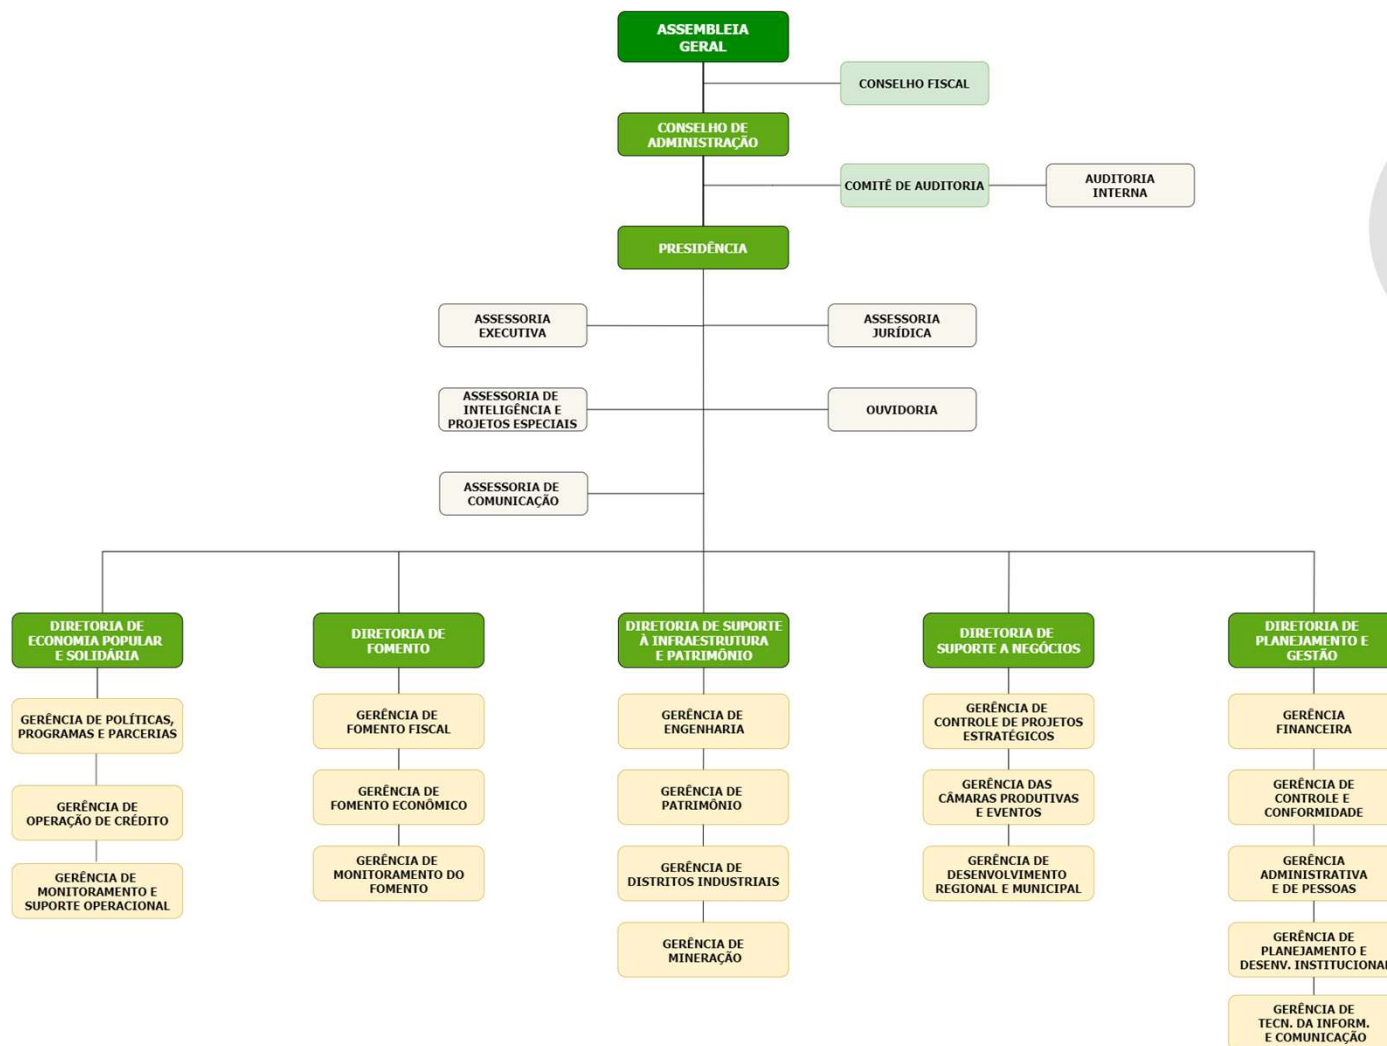 ASSEMBLEIA
GERAL
CONSELHO FISCAL
CONSELHO DE
ADMINISTRAÇÃO
COMITÊ DE AUDITORIA
AUDITORIA
INTERNA
PRESIDÊNCIA
ASSESSORIA
EXECUTIVA
ASSESSORIA
JURÍDICA
ASSESSORIA DE
INTELIGÊNCIA E
PROJETOS ESPECIAIS
OUVIDORIA
ASSESSORIA DE
COMUNICAÇÃO
DIRETORIA DE
ECONOMIA POPULAR
E SOLIDÁRIA
GERÊNCIA DE POLÍTICAS,
PROGRAMAS E PARCERIAS
GERÊNCIA DE
OPERAÇÃO DE CRÉDITO
GERÊNCIA DE
MONITORAMENTO E
SUPORTE OPERACIONAL
DIRETORIA DE
FOMENTO
GERÊNCIA DE
FOMENTO FISCAL
GERÊNCIA DE
FOMENTO ECONÔMICO
GERÊNCIA DE
MONITORAMENTO DO
FOMENTO
DIRETORIA DE SUPORTE
À INFRAESTRUTURA
E PATRIMÔNIO
GERÊNCIA DE
ENGENHARIA
GERÊNCIA DE
PATRIMÔNIO
GERÊNCIA DE
DISTRITOS INDUSTRIAIS
GERÊNCIA DE
MINERAÇÃO
DIRETORIA DE
SUPORTE A NEGÓCIOS
GERÊNCIA DE
CONTROLE DE PROJETOS
ESTRATÉGICOS
GERÊNCIA DAS
CÂMARAS PRODUTIVAS
E EVENTOS
GERÊNCIA DE
DESENVOLVIMENTO
REGIONAL E MUNICIPAL
DIRETORIA DE
PLANEJAMENTO E
GESTÃO
GERÊNCIA
FINANCEIRA
GERÊNCIA DE
CONTROLE E
CONFORMIDADE
GERÊNCIA
ADMINISTRATIVA
E DE PESSOAS
GERÊNCIA DE
PLANEJAMENTO E
DESENV. INSTITUCIONAL
GERÊNCIA DE
TECN. DA INFORM.
E COMUNICAÇÃO